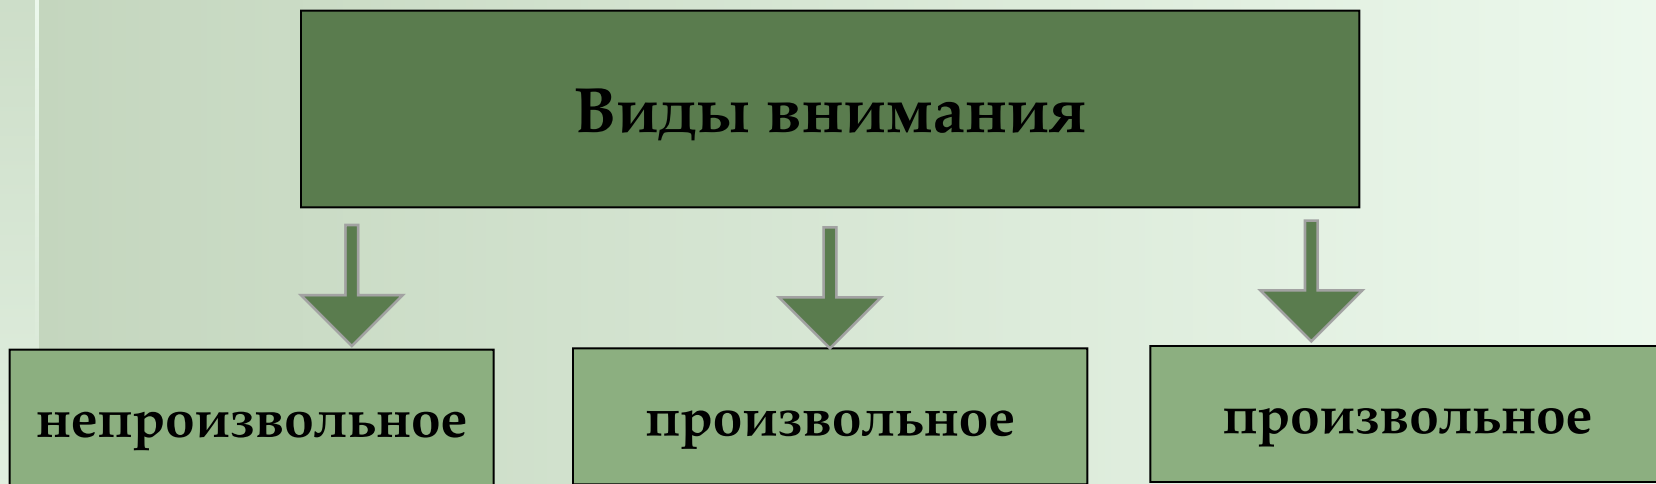 Виды внимания
непроизвольное
произвольное
произвольное